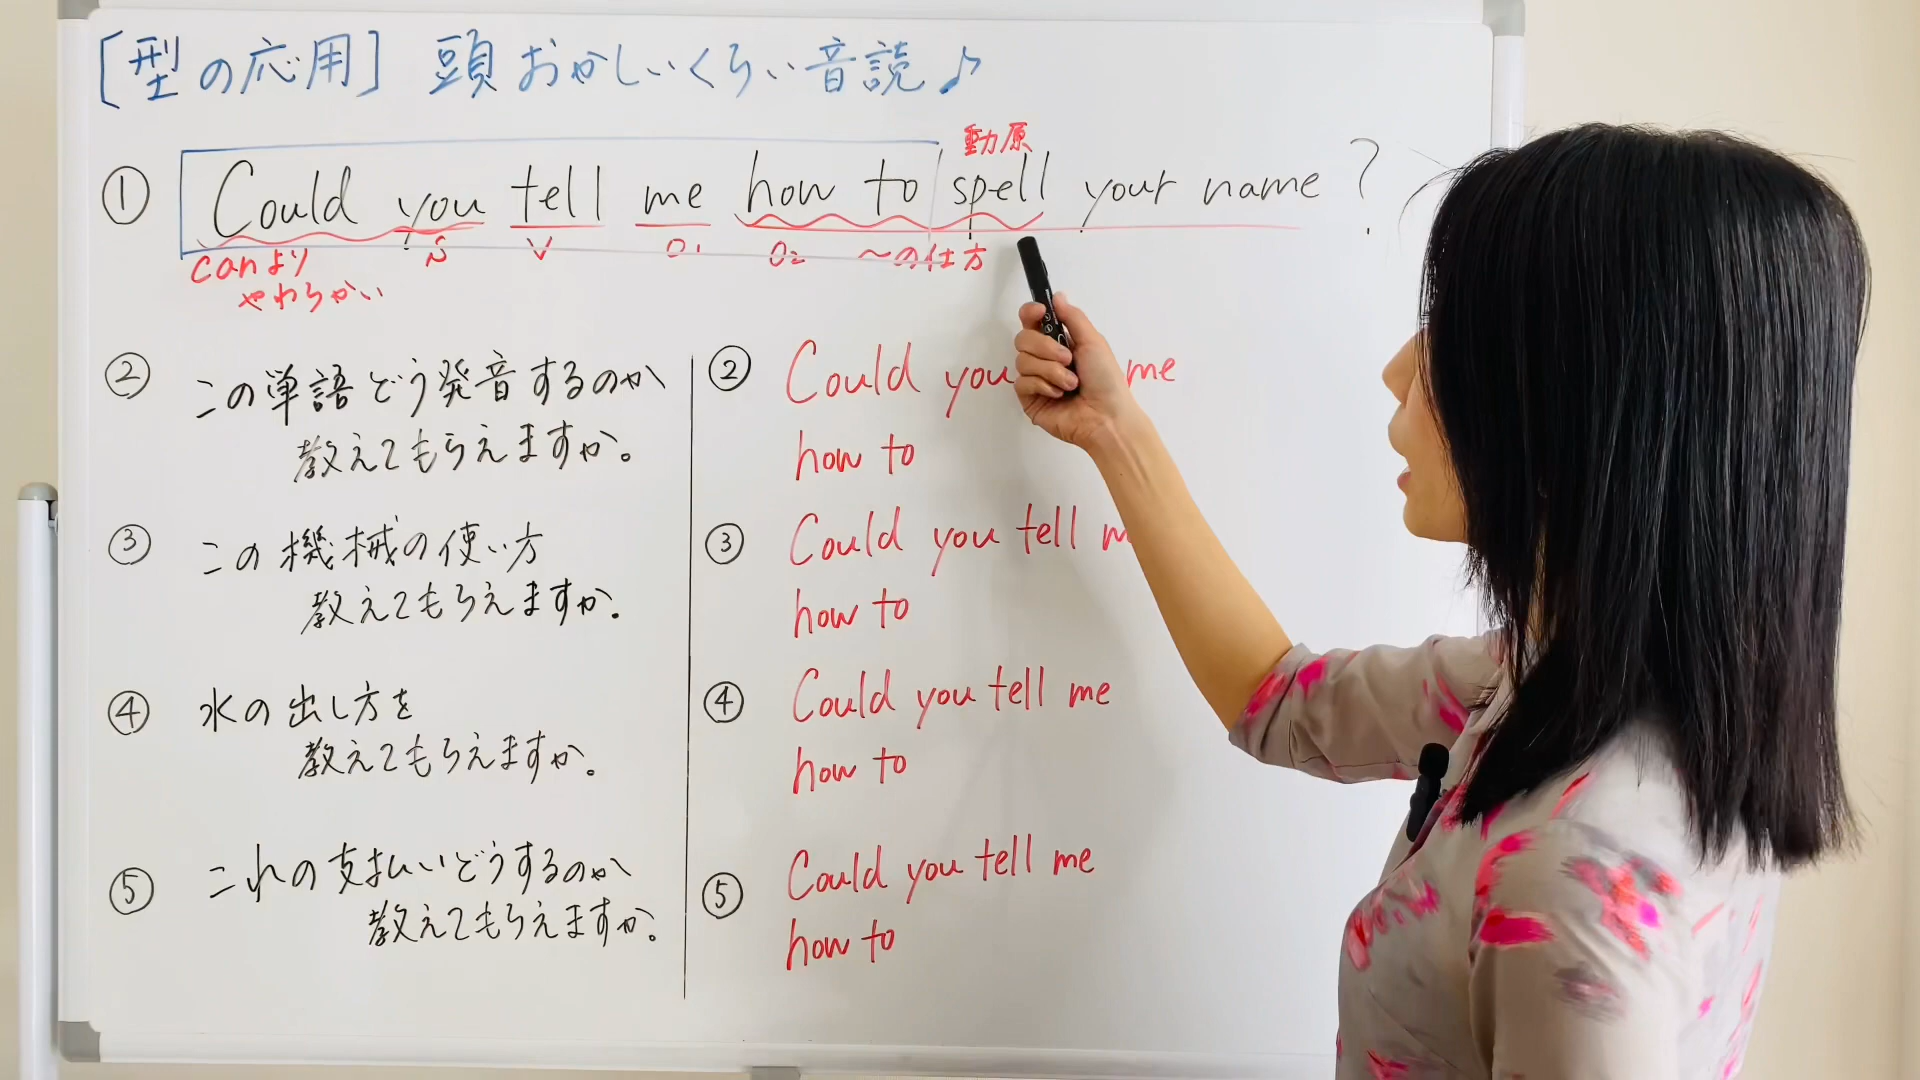 [型の応用] 頭おかしいくらい音読♪
動原
① Could you tell me how to spell your name?
S V O1 O2 〜の仕方
canより
やわらかい
② この単語どう発音するのか
教えてもらえますか。
③ この機械の使い方
教えてもらえますか。
④ 水の出し方を
教えてもらえますか。
⑤ これの支払いどうするのか
教えてもらえますか。
② Could you me
how to
③ Could you tell
how to
④ Could you tell me
how to
⑤ Could you tell me
how to